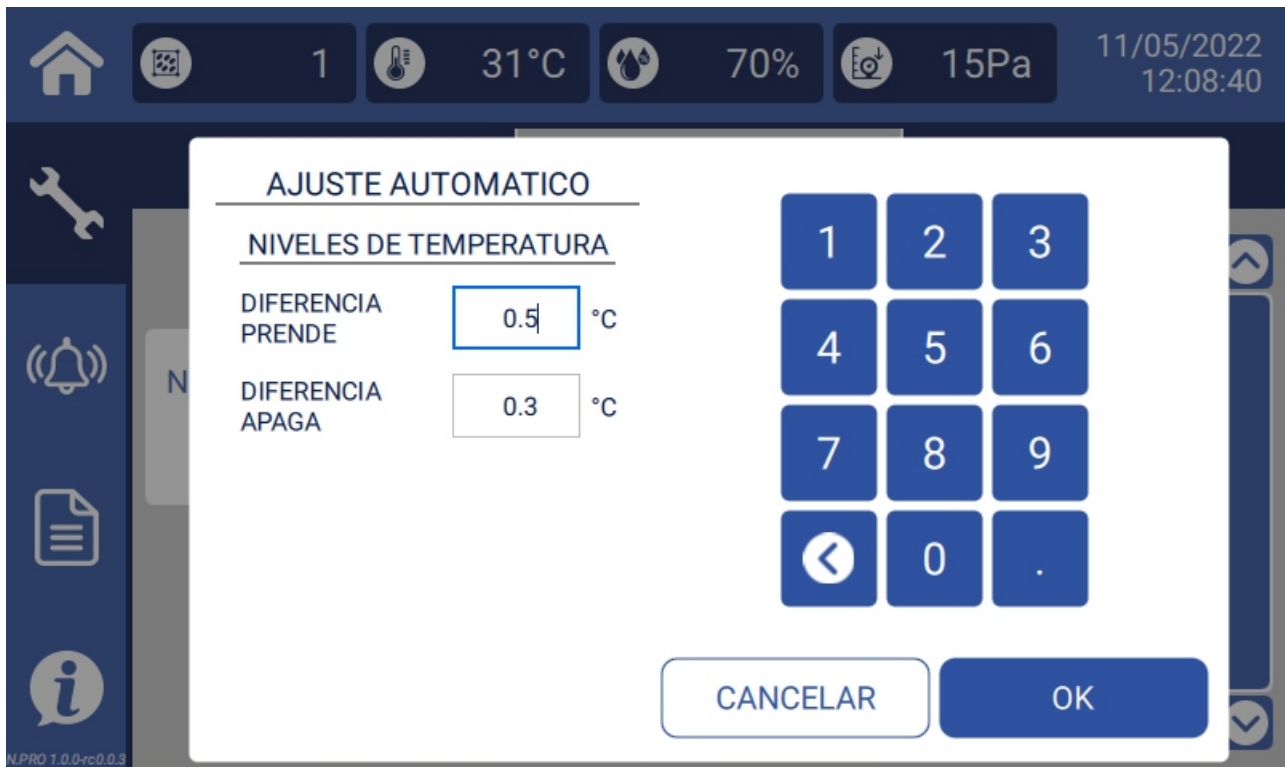 1
31°C
70%
15Pa
11/05/2022
12:08:40
AJUSTE AUTOMATICO
NIVELES DE TEMPERATURA
DIFERENCIA
PRENDE
0.5
°C
DIFERENCIA
APAGA
0.3
°C
1 2 3
4 5 6
7 8 9
0 .
CANCELAR
OK
N
N.PRO 1.0.0-rc0.0.3